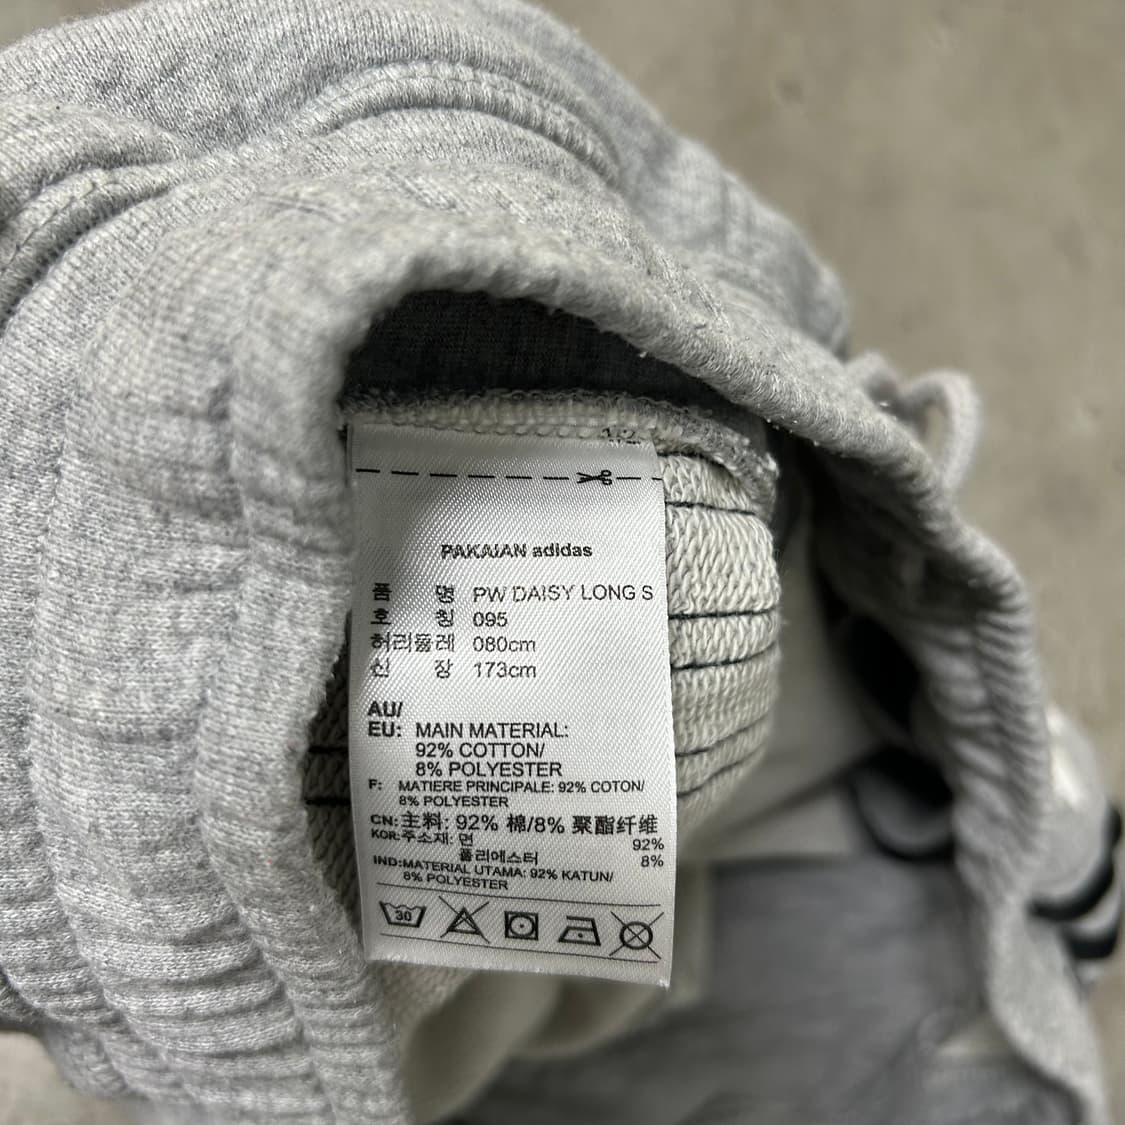 1.2
PAKAIAN adidas
품 명 PW DAISY LONG S
호 칭 095
허리둘레 080cm
신 장 173cm
AU/
EU: MAIN MATERIAL:
92% COTTON/
8% POLYESTER
F: MATIERE PRINCIPALE: 92% COTON/
8% POLYESTER
CN: 主料: 92% 棉/8% 聚酯纤维
KOR: 주소재: 면 92%
폴리에스터 8%
IND: MATERIAL UTAMA: 92% KATUN/
8% POLYESTER
30